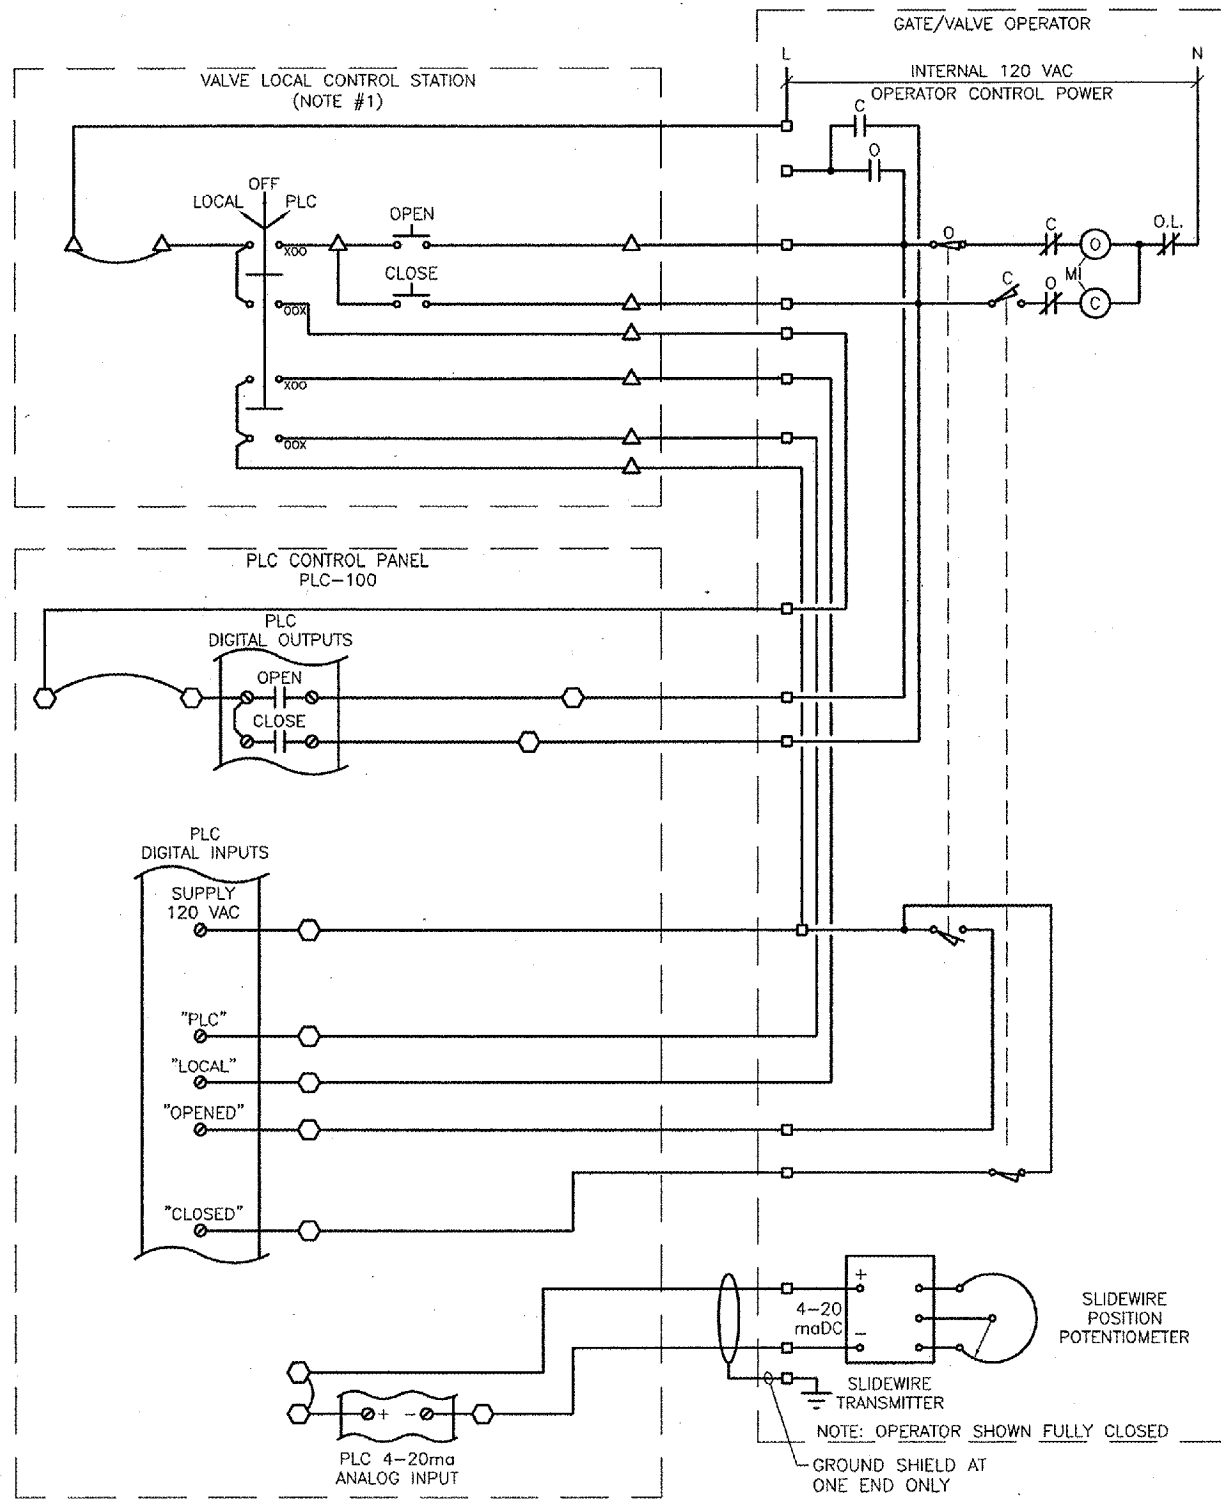 GATE/VALVE OPERATOR
L
N
INTERNAL 120 VAC
OPERATOR CONTROL POWER
VALVE LOCAL CONTROL STATION
(NOTE #1)
C
O
OFF
LOCAL
PLC
OPEN
XOO
O
C
O
O.L.
CLOSE
M
OOX
C
O
C
XOO
OOX
PLC CONTROL PANEL
PLC-100
PLC
DIGITAL OUTPUTS
OPEN
CLOSE
PLC
DIGITAL INPUTS
SUPPLY
120 VAC
"PLC"
"LOCAL"
"OPENED"
"CLOSED"
+
4-20
maDC
-
SLIDEWIRE
POSITION
POTENTIOMETER
SLIDEWIRE
TRANSMITTER
+ -
NOTE: OPERATOR SHOWN FULLY CLOSED
PLC 4-20ma
ANALOG INPUT
GROUND SHIELD AT
ONE END ONLY